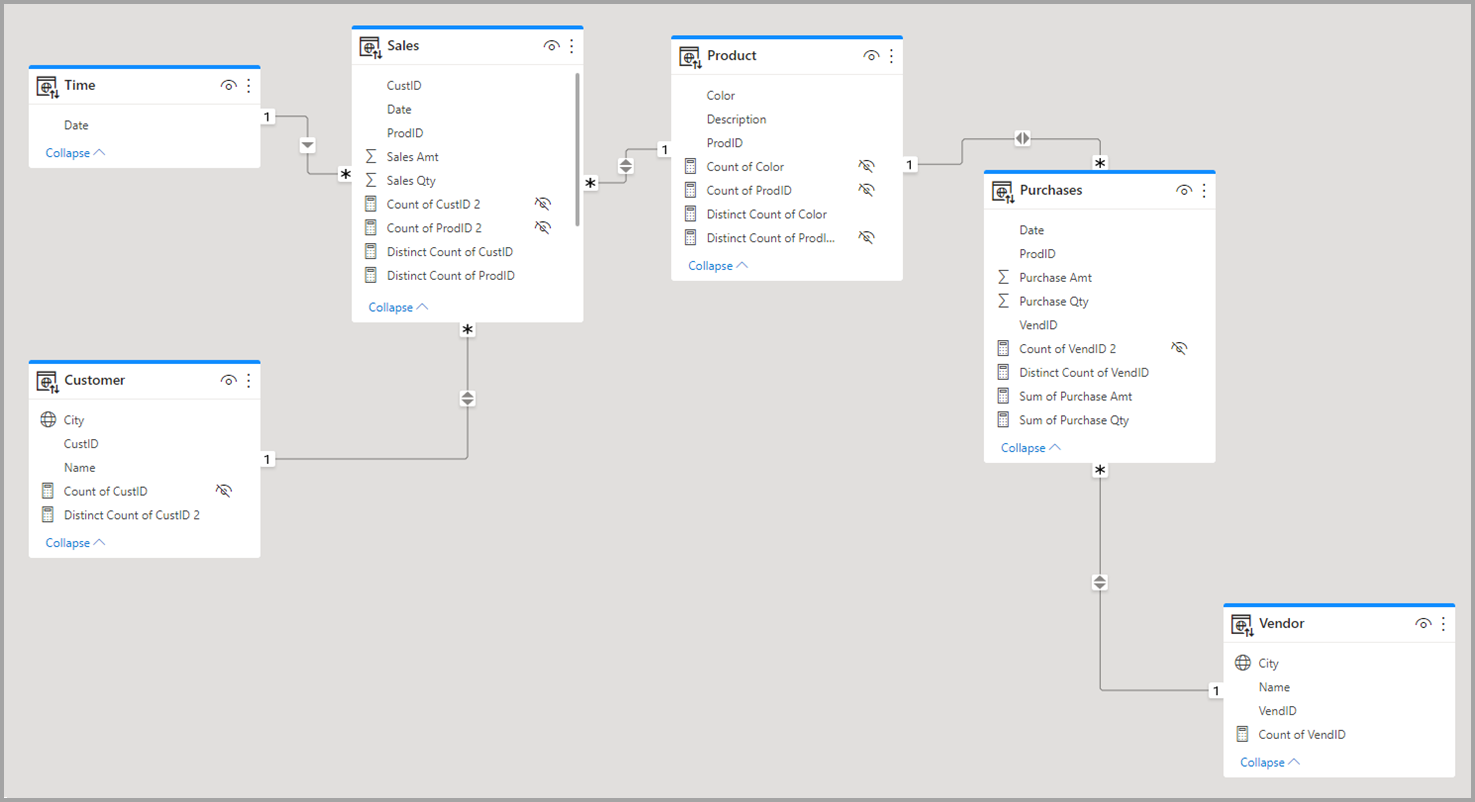 Time
Date
Collapse
1
*
Sales
CustID
Date
ProdID
Sales Amt
Sales Qty
Count of CustID 2
Count of ProdID 2
Distinct Count of CustID
Distinct Count of ProdID
Collapse
*
*
1
Product
Color
Description
ProdID
Count of Color
Count of ProdID
Distinct Count of Color
Distinct Count of ProdI...
Collapse
1
*
Purchases
Date
ProdID
Purchase Amt
Purchase Qty
VendID
Count of VendID 2
Distinct Count of VendID
Sum of Purchase Amt
Sum of Purchase Qty
Collapse
*
Customer
City
CustID
Name
Count of CustID
Distinct Count of CustID 2
Collapse
1
1
Vendor
City
Name
VendID
Count of VendID
Collapse